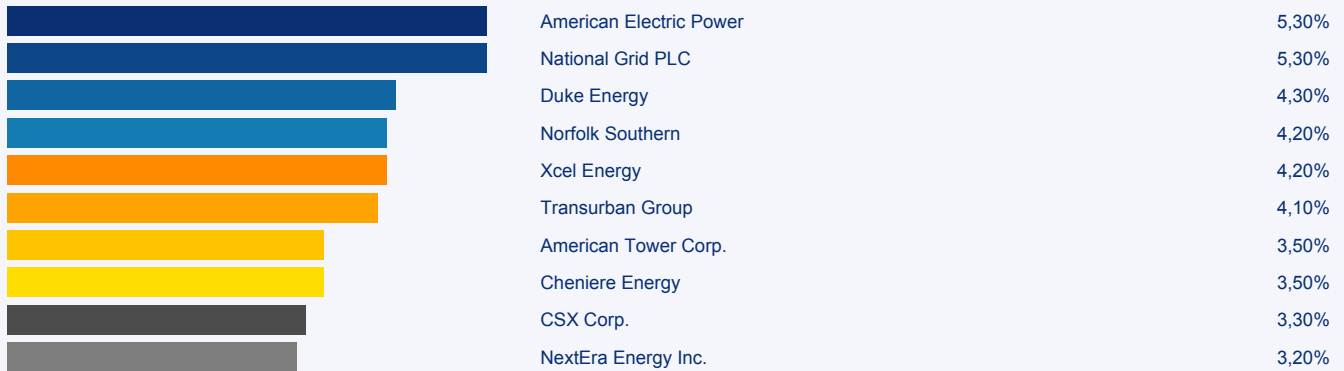 American Electric Power 5,30%
National Grid PLC 5,30%
Duke Energy 4,30%
Norfolk Southern 4,20%
Xcel Energy 4,20%
Transurban Group 4,10%
American Tower Corp. 3,50%
Cheniere Energy 3,50%
CSX Corp. 3,30%
NextEra Energy Inc. 3,20%